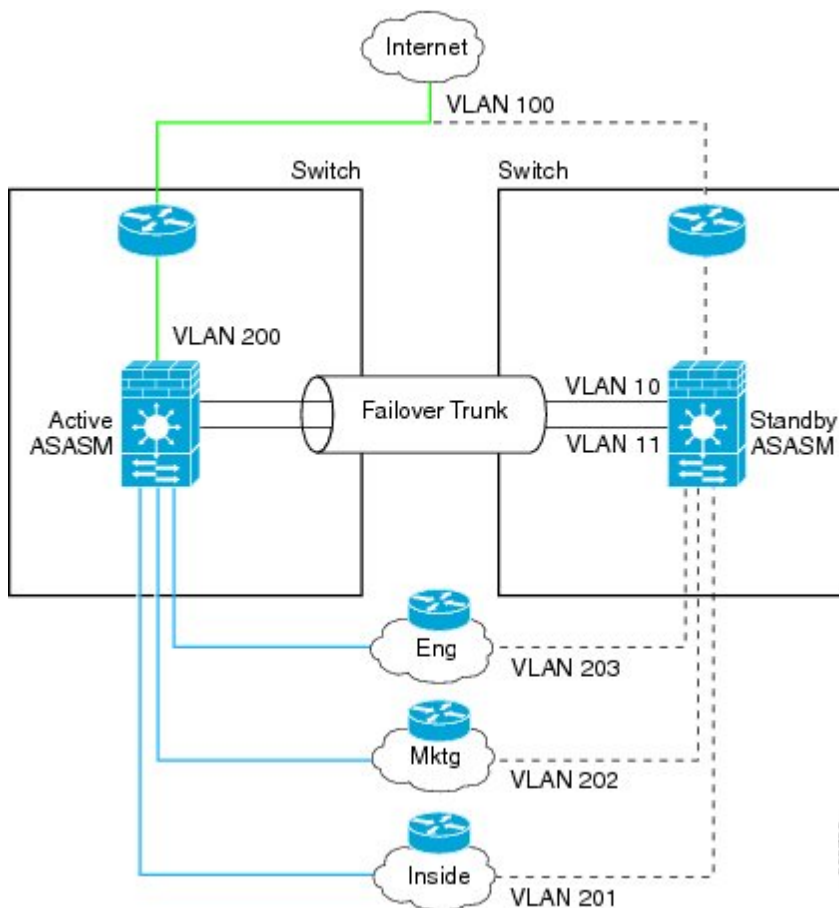 Internet
VLAN 100
Switch
Switch
VLAN 200
Active
ASASM
Failover Trunk
VLAN 10
VLAN 11
Standby
ASASM
Eng
VLAN 203
Mktg
VLAN 202
Inside
VLAN 201